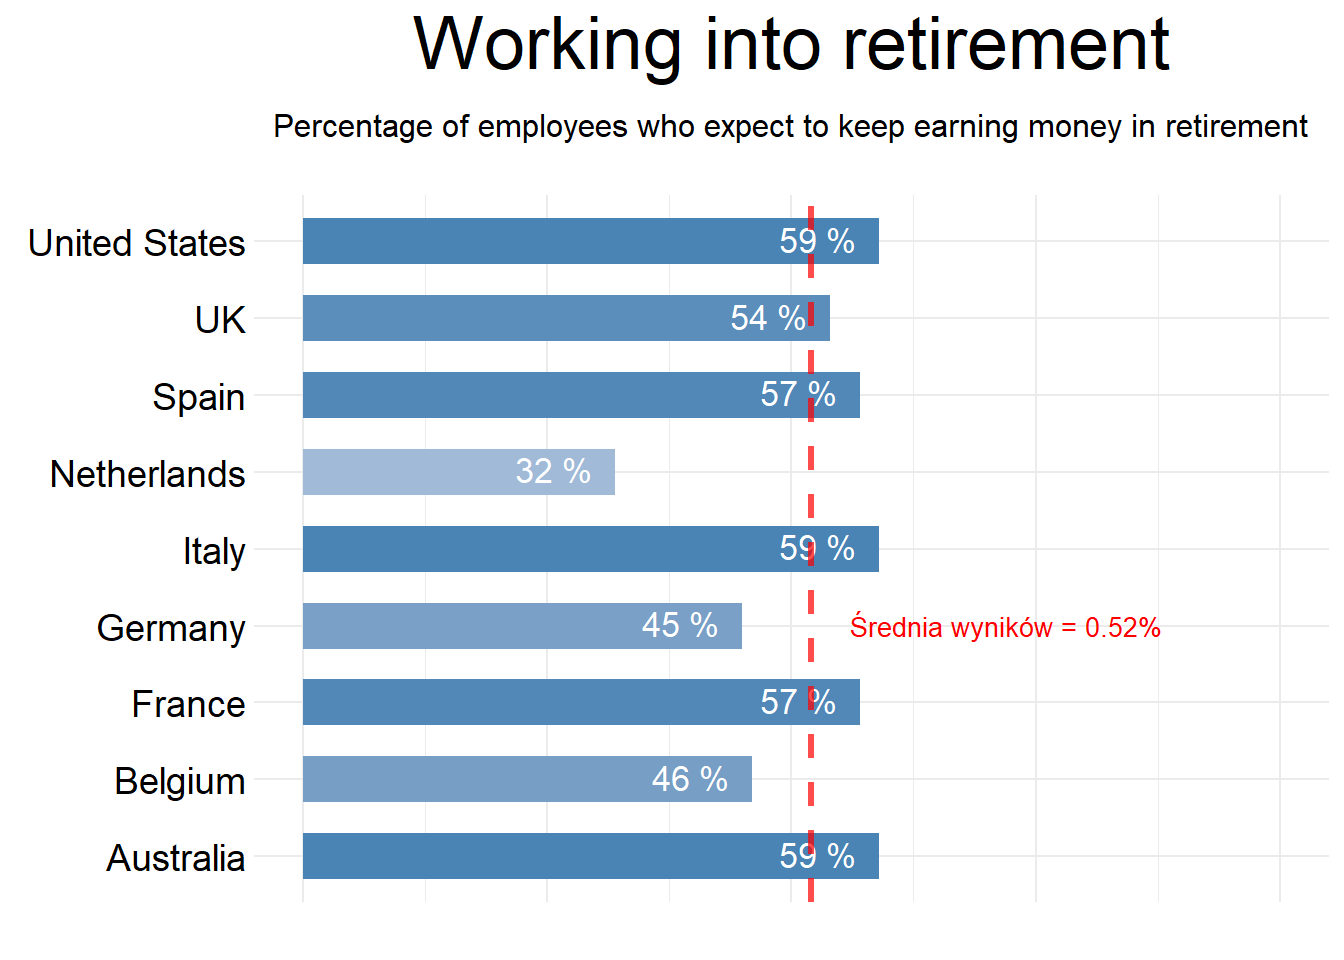 Working into retirement
Percentage of employees who expect to keep earning money in retirement
United States 59 %
UK 54 %
Spain 57 %
Netherlands 32 %
Italy 59 %
Germany 45 % Średnia wyników = 0.52%
France 57 %
Belgium 46 %
Australia 59 %